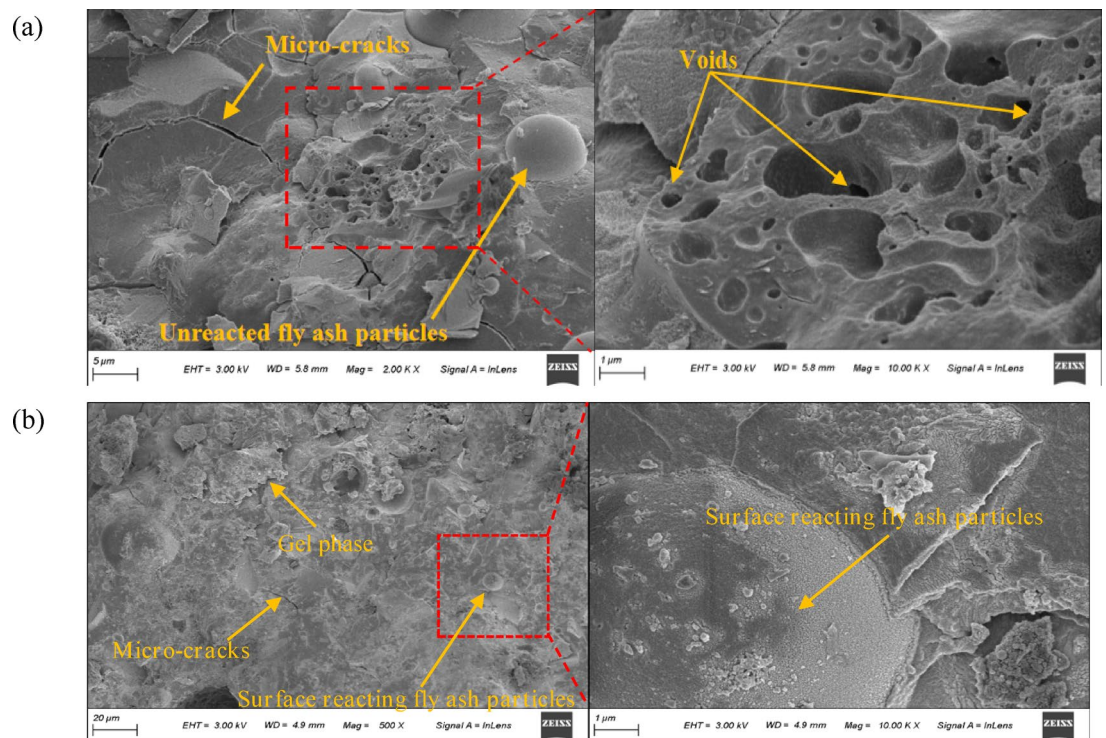 (a)
Micro-cracks
Unreacted fly ash particles
5 µm
EHT = 3.00 kV WD = 5.8 mm Mag = 2.00 K X Signal A = InLens
ZEISS
Voids
1 µm
EHT = 3.00 kV WD = 5.8 mm Mag = 10.00 K X Signal A = InLens
ZEISS
(b)
Gel phase
Micro-cracks
Surface reacting fly ash particles
20 µm
EHT = 3.00 kV WD = 4.9 mm Mag = 500 X Signal A = InLens
ZEISS
Surface reacting fly ash particles
1 µm
EHT = 3.00 kV WD = 4.9 mm Mag = 10.00 K X Signal A = InLens
ZEISS